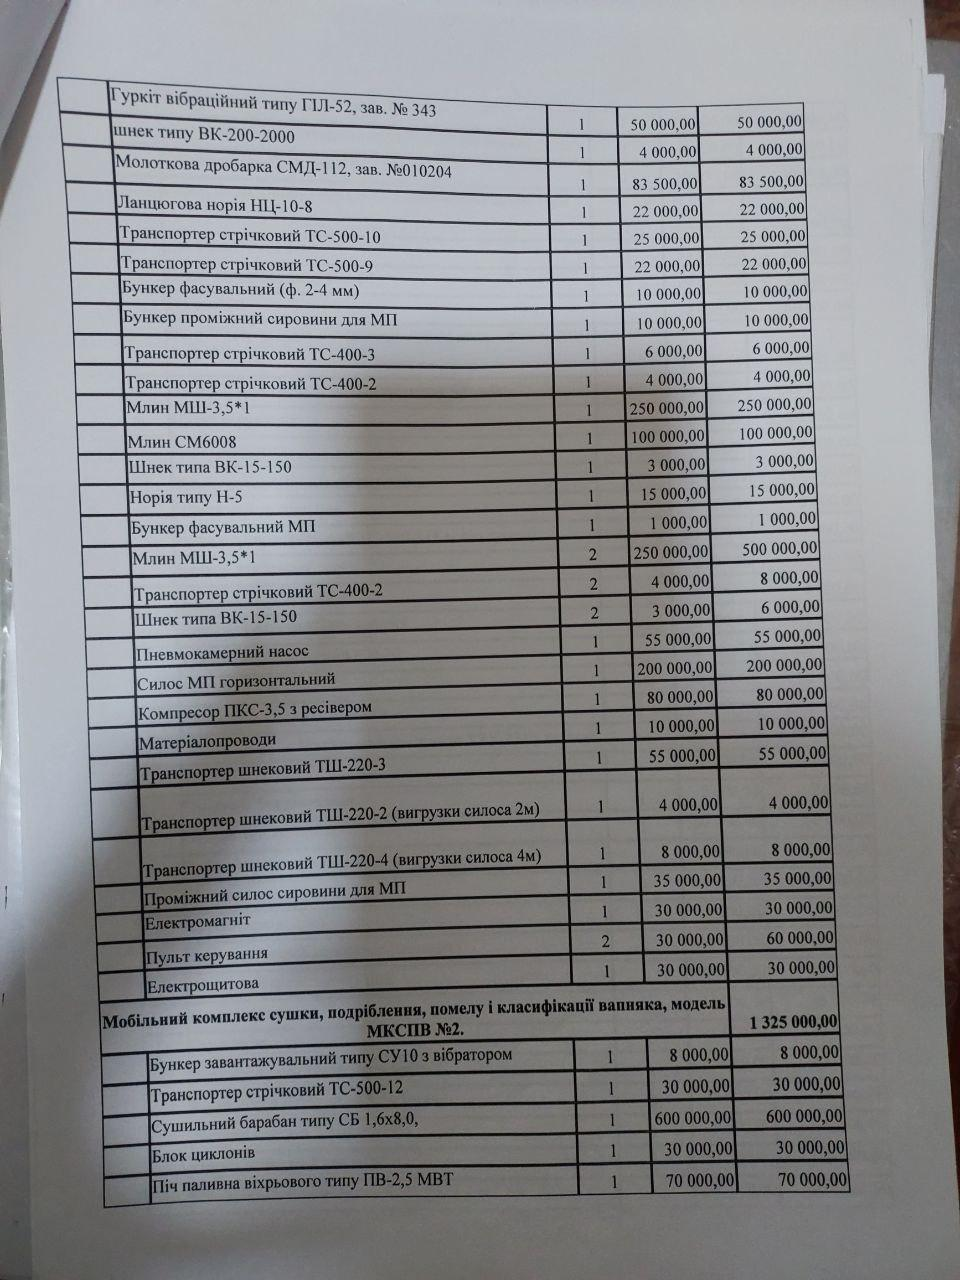 Гуркіт вібраційний типу ГІЛ-52, зав. № 343 1 50 000,00 50 000,00
шнек типу ВК-200-2000 1 4 000,00 4 000,00
Молоткова дробарка СМД-112, зав. №010204 1 83 500,00 83 500,00
Ланцюгова норія НЦ-10-8 1 22 000,00 22 000,00
Транспортер стрічковий ТС-500-10 1 25 000,00 25 000,00
Транспортер стрічковий ТС-500-9 1 22 000,00 22 000,00
Бункер фасувальний (ф. 2-4 мм) 1 10 000,00 10 000,00
Бункер проміжний сировини для МП 1 10 000,00 10 000,00
Транспортер стрічковий ТС-400-3 1 6 000,00 6 000,00
Транспортер стрічковий ТС-400-2 1 4 000,00 4 000,00
Млин МШ-3,5*1 1 250 000,00 250 000,00
Млин СМ6008 1 100 000,00 100 000,00
Шнек типа ВК-15-150 1 3 000,00 3 000,00
Норія типу Н-5 1 15 000,00 15 000,00
Бункер фасувальний МП 1 1 000,00 1 000,00
Млин МШ-3,5*1 2 250 000,00 500 000,00
Транспортер стрічковий ТС-400-2 2 4 000,00 8 000,00
Шнек типа ВК-15-150 2 3 000,00 6 000,00
Пневмокамерний насос 1 55 000,00 55 000,00
Силос МП горизонтальний 1 200 000,00 200 000,00
Компресор ПКС-3,5 з ресівером 1 80 000,00 80 000,00
Матеріалопроводи 1 10 000,00 10 000,00
Транспортер шнековий ТШ-220-3 1 55 000,00 55 000,00
Транспортер шнековий ТШ-220-2 (вигрузки силоса 2м) 1 4 000,00 4 000,00
Транспортер шнековий ТШ-220-4 (вигрузки силоса 4м) 1 8 000,00 8 000,00
Проміжний силос сировини для МП 1 35 000,00 35 000,00
Електромагніт 1 30 000,00 30 000,00
Пульт керування 2 30 000,00 60 000,00
Електрощитова 1 30 000,00 30 000,00
Мобільний комплекс сушки, подріблення, помелу і класифікації вапняка, модель
МКСПВ №2. 1 325 000,00
Бункер завантажувальний типу СУ10 з вібратором 1 8 000,00 8 000,00
Транспортер стрічковий ТС-500-12 1 30 000,00 30 000,00
Сушильний барабан типу СБ 1,6х8,0, 1 600 000,00 600 000,00
Блок циклонів 1 30 000,00 30 000,00
Піч паливна віхрьового типу ПВ-2,5 МВТ 1 70 000,00 70 000,00